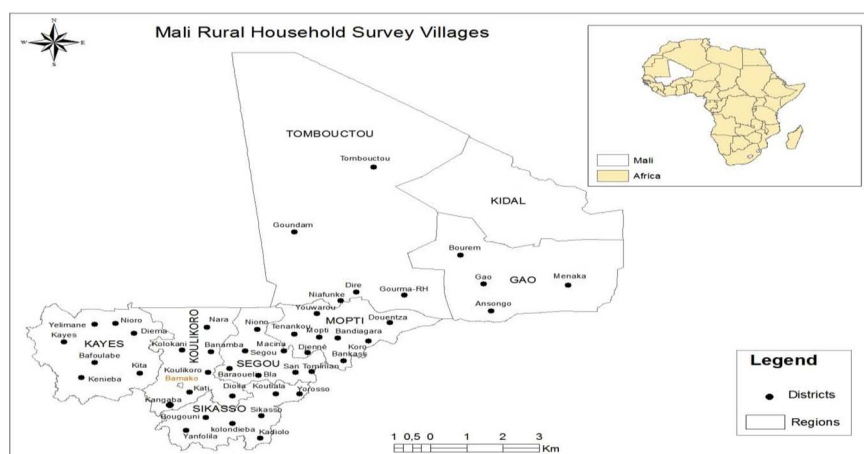 Mali Rural Household Survey Villages
N
W E
S
TOMBOUCTOU
Tombouctou
Goundam
KIDAL
Bourem
Gao
GAO
Menaka
Ansongo
Dire
Gourma-RH
Niafunke
Youwarou
Douentza
MOPTI
Nara
Niono
Tenankou
Mopti
Bandiagara
Yelimane
Nioro
Diema
Kayes
KAYES
Kolokani
KOULIKORO
Banamba
Macina
Segou
Djenné
Koro
Bankass
Bafoulabe
Kita
Kenieba
Koulikoro
SEGOU
Baraoueli
Bla
San
Tominian
Bamako
Kati
Dioila
Koutiala
Yorosso
Kangaba
SIKASSO
Bougouni
Sikasso
Yanfolila
kolondieba
Kadiolo
Mali
Africa
Legend
Districts
Regions
1 0,5 0 1 2 3
Km